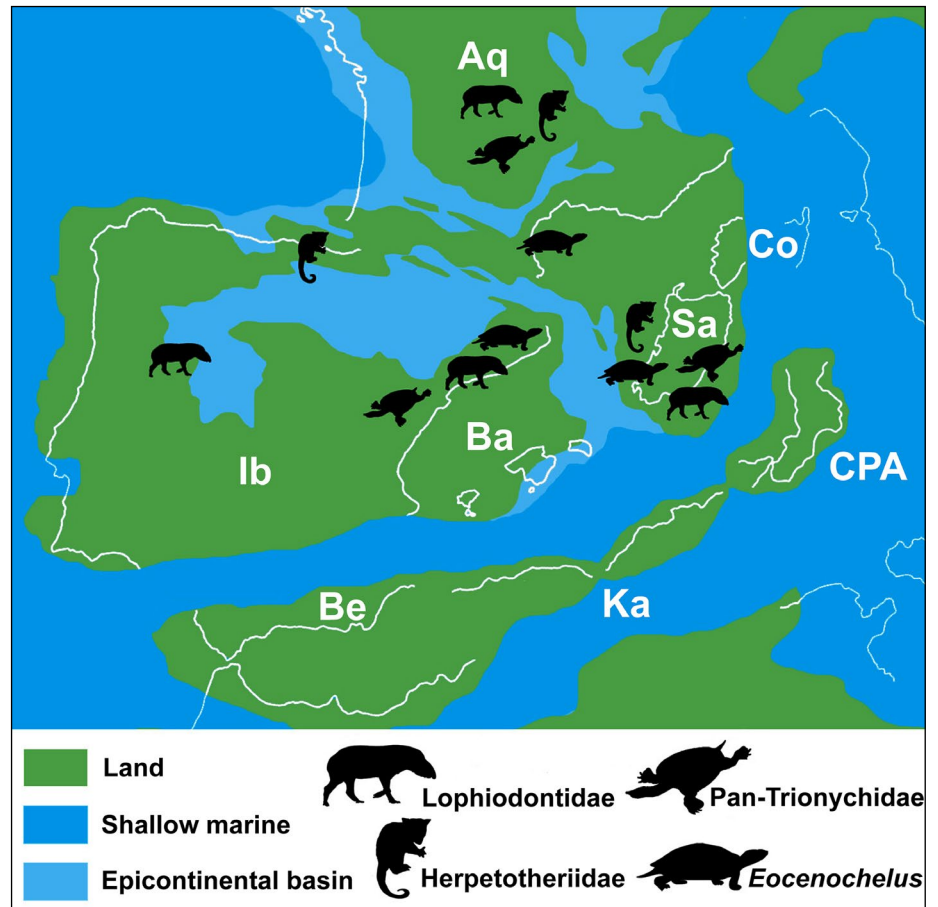 Aq
Co
Sa
Ba
Ib
CPA
Be
Ka
Land
Lophiodontidae
Pan-Trionychidae
Shallow marine
Epicontinental basin
Herpetotheriidae
Eocenochelus